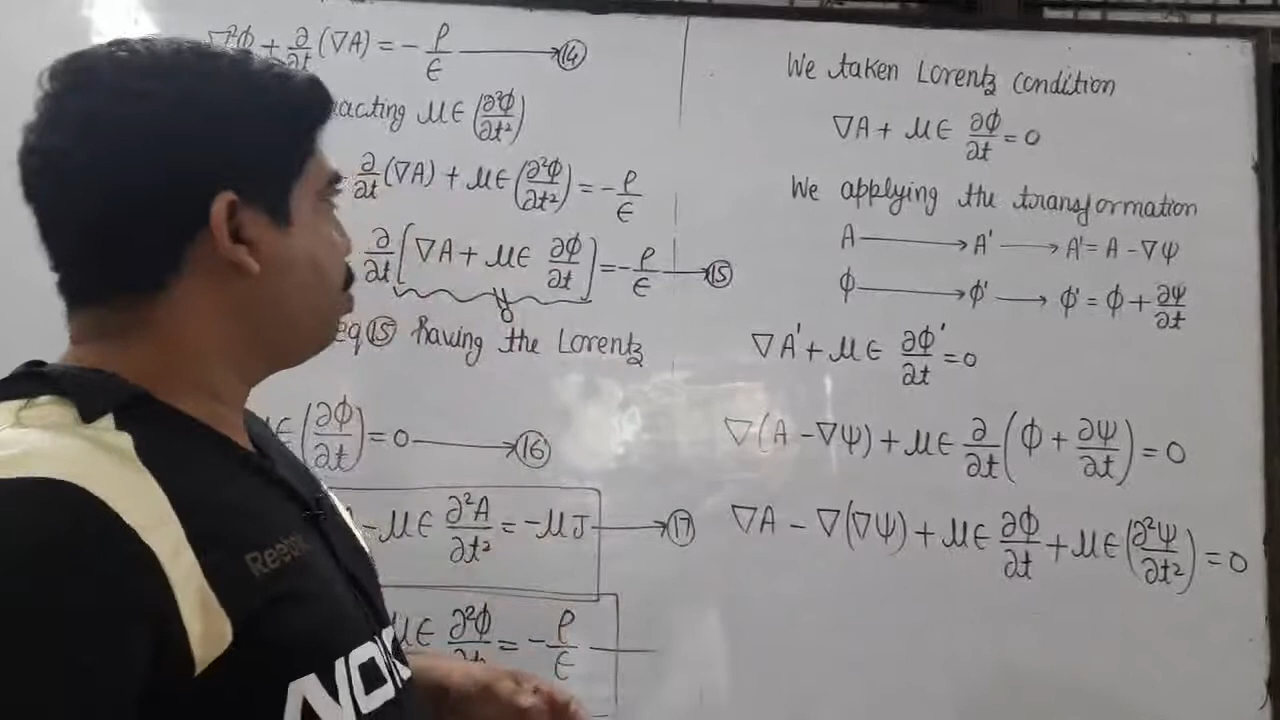 ∇²Φ + ∂/∂t (∇A) = - ρ/ϵ → (14)
acting μϵ (∂²Φ/∂t²)
∂/∂t (∇A) + μϵ (∂²Φ/∂t²) = - ρ/ϵ
∂/∂t [∇A + μϵ ∂Φ/∂t] = - ρ/ϵ → (15)
eq (15) having the Lorentz
ϵ (∂Φ/∂t) = 0 → (16)
- μϵ ∂²A/∂t² = -μJ → (17)
μϵ ∂²Φ/∂t = - ρ/ϵ
We taken Lorentz condition
∇A + μϵ ∂Φ/∂t = 0
We applying the transformation
A → A' → A' = A - ∇Ψ
Φ → Φ' → Φ' = Φ + ∂Ψ/∂t
∇A' + μϵ ∂Φ'/∂t = 0
∇(A - ∇Ψ) + μϵ ∂/∂t (Φ + ∂Ψ/∂t) = 0
∇A - ∇(∇Ψ) + μϵ ∂Φ/∂t + μϵ (∂²Ψ/∂t²) = 0
Reebok